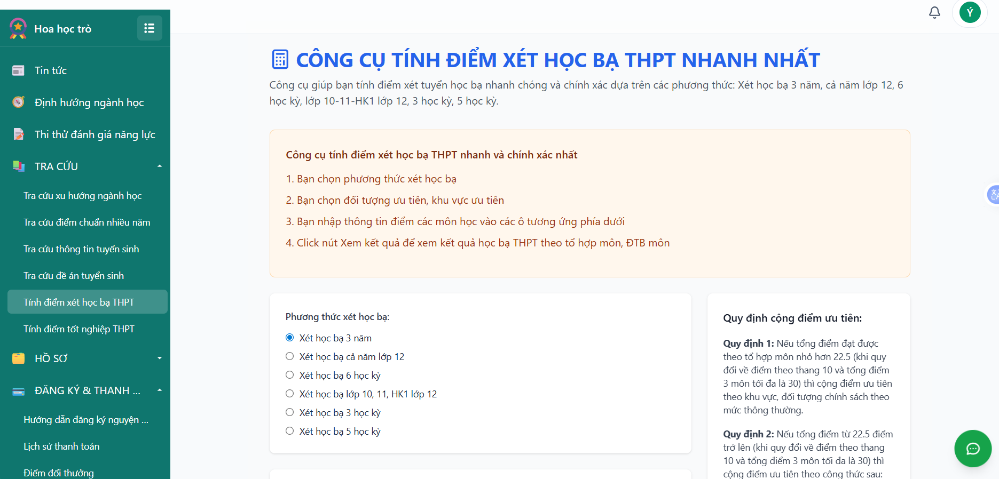 Hoa học trò
Tin tức
Định hướng ngành học
Thi thử đánh giá năng lực
TRA CỨU
Tra cứu xu hướng ngành học
Tra cứu điểm chuẩn nhiều năm
Tra cứu thông tin tuyển sinh
Tra cứu đề án tuyển sinh
Tính điểm xét học bạ THPT
Tính điểm tốt nghiệp THPT
HỒ SƠ
ĐĂNG KÝ & THANH ...
Hướng dẫn đăng ký nguyện ...
Lịch sử thanh toán
Điểm đổi thưởng
Ý
CÔNG CỤ TÍNH ĐIỂM XÉT HỌC BẠ THPT NHANH NHẤT
Công cụ giúp bạn tính điểm xét tuyển học bạ nhanh chóng và chính xác dựa trên các phương thức: Xét học bạ 3 năm, cả năm lớp 12, 6
học kỳ, lớp 10-11-HK1 lớp 12, 3 học kỳ, 5 học kỳ.
Công cụ tính điểm xét học bạ THPT nhanh và chính xác nhất
1. Bạn chọn phương thức xét học bạ
2. Bạn chọn đối tượng ưu tiên, khu vực ưu tiên
3. Bạn nhập thông tin điểm các môn học vào các ô tương ứng phía dưới
4. Click nút Xem kết quả để xem kết quả học bạ THPT theo tổ hợp môn, ĐTB môn
Phương thức xét học bạ:
Xét học bạ 3 năm
Xét học bạ cả năm lớp 12
Xét học bạ 6 học kỳ
Xét học bạ lớp 10, 11, HK1 lớp 12
Xét học bạ 3 học kỳ
Xét học bạ 5 học kỳ
Quy định cộng điểm ưu tiên:
Quy định 1: Nếu tổng điểm đạt được
theo tổ hợp môn nhỏ hơn 22.5 (khi quy
đổi về điểm theo thang 10 và tổng điểm
3 môn tối đa là 30) thì cộng điểm ưu tiên
theo khu vực, đối tượng chính sách theo
mức thông thường.
Quy định 2: Nếu tổng điểm từ 22.5 điểm
trở lên (khi quy đổi về điểm theo thang
10 và tổng điểm 3 môn tối đa là 30) thì
cộng điểm ưu tiên theo công thức sau: